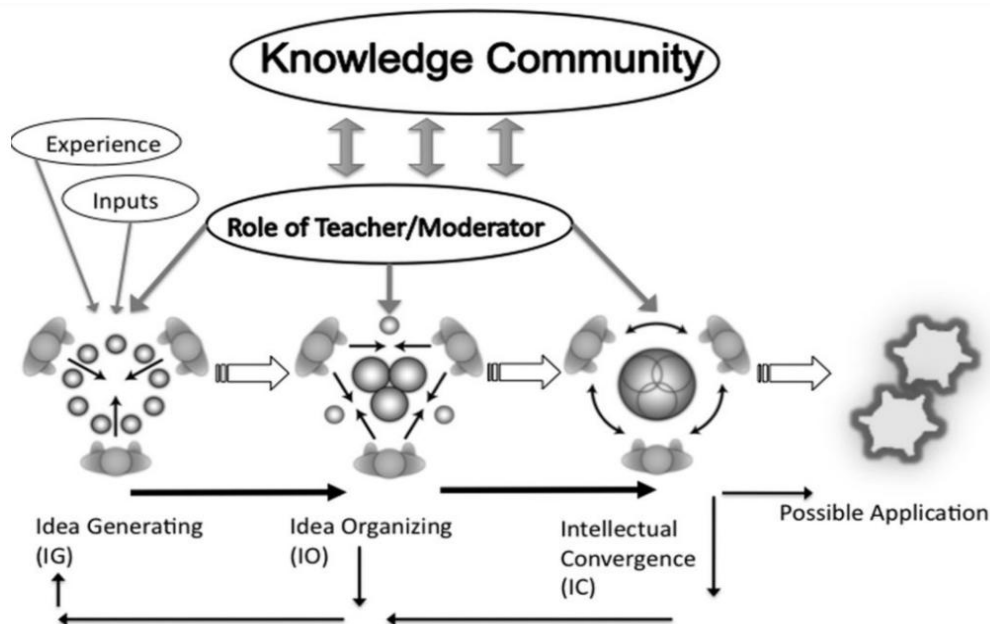 Knowledge Community
Experience
Inputs
Role of Teacher/Moderator
Idea Generating
(IG)
Idea Organizing
(IO)
Intellectual
Convergence
(IC)
Possible Application